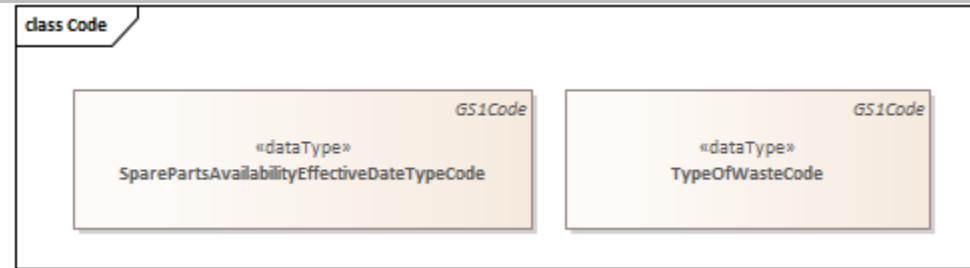 class Code
GS1Code
«dataType»
SparePartsAvailabilityEffectiveDateTypeCode
GS1Code
«dataType»
TypeOfWasteCode